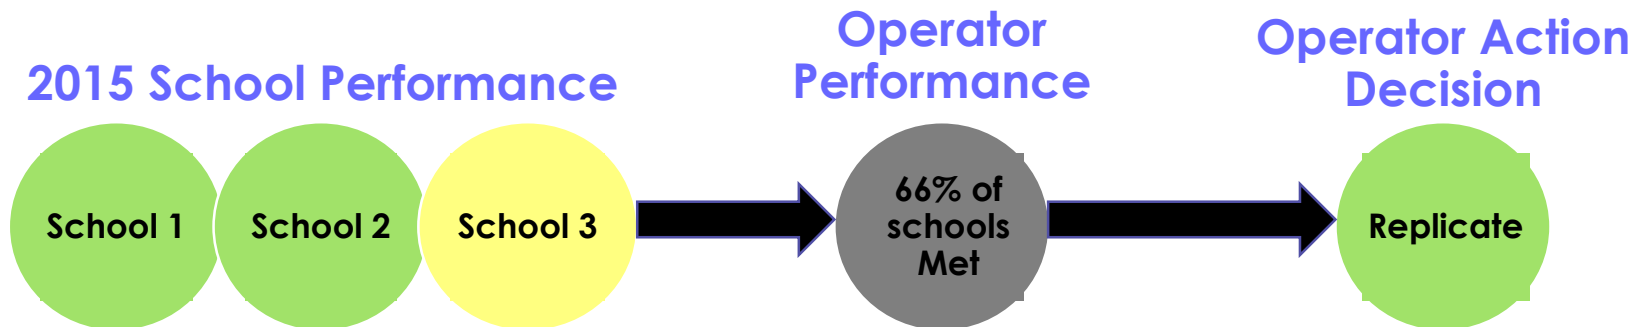 2015 School Performance
Operator
Performance
Operator Action
Decision
School 1
School 2
School 3
66% of
schools
Met
Replicate